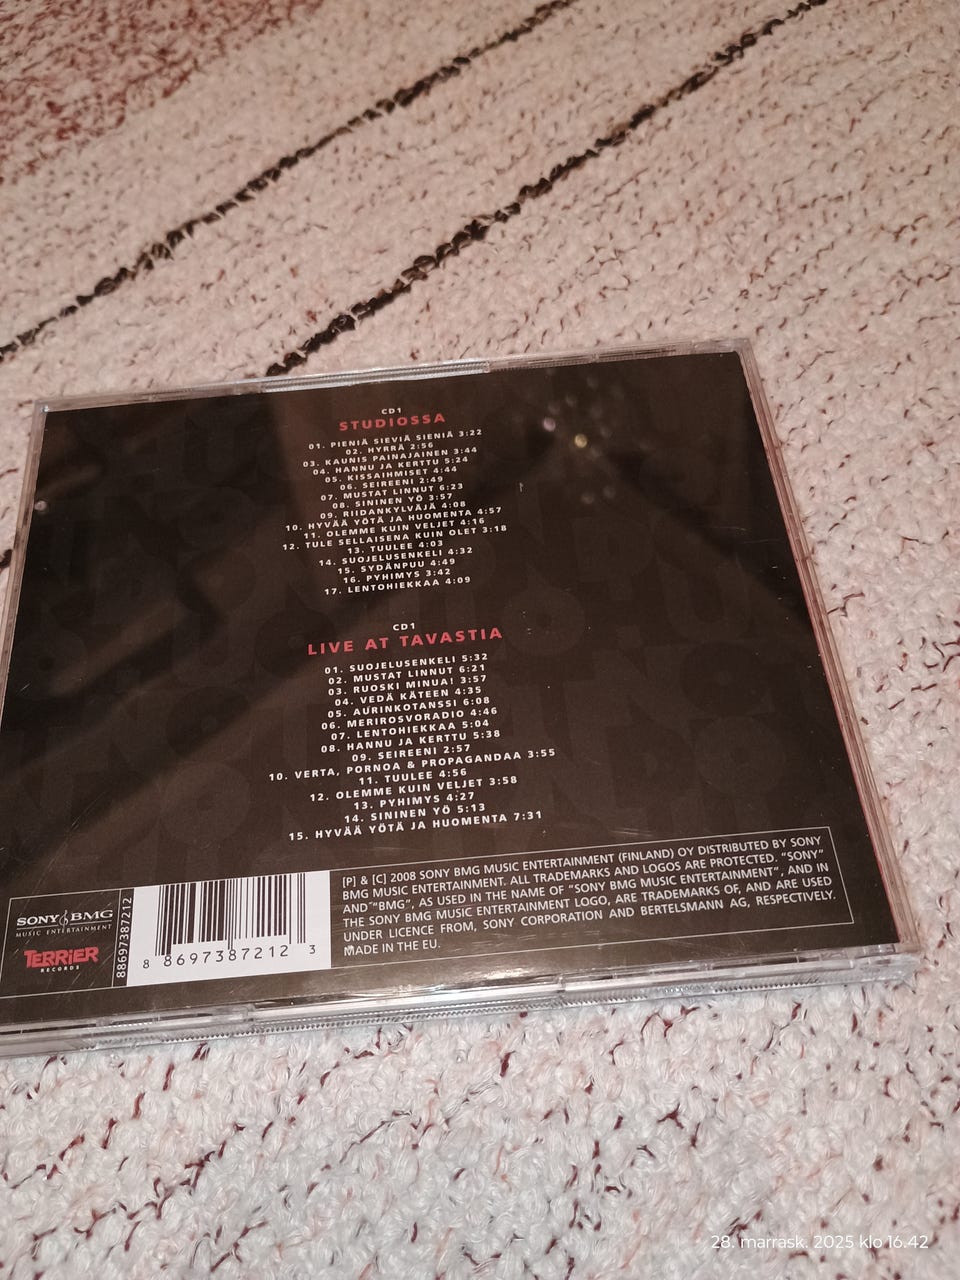 CD1
STUDIOSSA
01. PIENIÄ SIEVIÄ SIENIÄ 3:22
02. HYRRÄ 2:56
03. KAUNIS PAINAJAINEN 3:44
04. HANNU JA KERTTU 5:24
05. KISSAIHMISET 4:44
06. SEIREENI 2:49
07. MUSTAT LINNUT 6:23
08. SININEN YÖ 3:57
09. RIIDANKYLVÄJÄ 4:08
10. HYVÄÄ YÖTÄ JA HUOMENTA 4:57
11. OLEMME KUIN VELJET 4:16
12. TULE SELLAISENA KUIN OLET 3:18
13. TUULEE 4:03
14. SUOJELUSENKELI 4:32
15. SYDÄNPUU 4:49
16. PYHIMYS 3:42
17. LENTOHIEKKAA 4:09
CD1
LIVE AT TAVASTIA
01. SUOJELUSENKELI 5:32
02. MUSTAT LINNUT 6:21
03. RUOSKI MINUA! 3:57
04. VEDÄ KÄTEEN 4:35
05. AURINKOTANSSI 6:08
06. MERIROSVORADIO 4:46
07. LENTOHIEKKAA 5:04
08. HANNU JA KERTTU 5:38
09. SEIREENI 2:57
10. VERTA, PORNOA & PROPAGANDAA 3:55
11. TUULEE 4:56
12. OLEMME KUIN VELJET 3:58
13. PYHIMYS 4:27
14. SININEN YÖ 5:13
15. HYVÄÄ YÖTÄ JA HUOMENTA 7:31
SONY BMG
MUSIC ENTERTAINMENT
TERRIER
RECORDS
88697387212
8 86973872123
[P] & [C] 2008 SONY BMG MUSIC ENTERTAINMENT (FINLAND) OY DISTRIBUTED BY SONY
BMG MUSIC ENTERTAINMENT. ALL TRADEMARKS AND LOGOS ARE PROTECTED. "SONY"
AND "BMG", AS USED IN THE NAME OF "SONY BMG MUSIC ENTERTAINMENT", AND IN
THE SONY BMG MUSIC ENTERTAINMENT LOGO, ARE TRADEMARKS OF, AND ARE USED
UNDER LICENCE FROM, SONY CORPORATION AND BERTELSMANN AG, RESPECTIVELY.
MADE IN THE EU.
28. marrask. 2025 klo 16.42